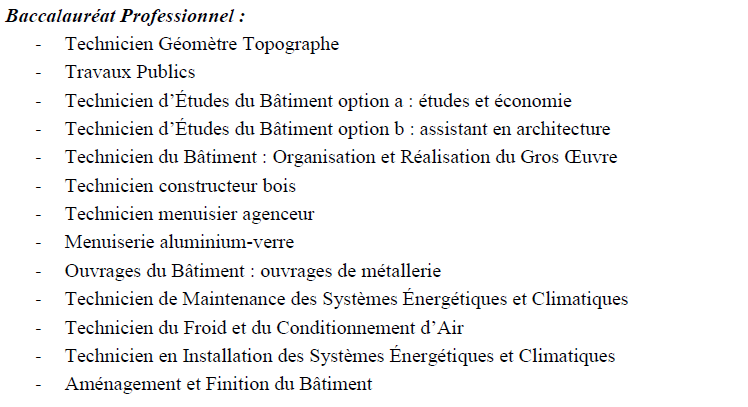 Baccalauréat Professionnel :
- Technicien Géomètre Topographe
- Travaux Publics
- Technicien d’Études du Bâtiment option a : études et économie
- Technicien d’Études du Bâtiment option b : assistant en architecture
- Technicien du Bâtiment : Organisation et Réalisation du Gros Œuvre
- Technicien constructeur bois
- Technicien menuisier agenceur
- Menuiserie aluminium-verre
- Ouvrages du Bâtiment : ouvrages de métallerie
- Technicien de Maintenance des Systèmes Énergétiques et Climatiques
- Technicien du Froid et du Conditionnement d’Air
- Technicien en Installation des Systèmes Énergétiques et Climatiques
- Aménagement et Finition du Bâtiment